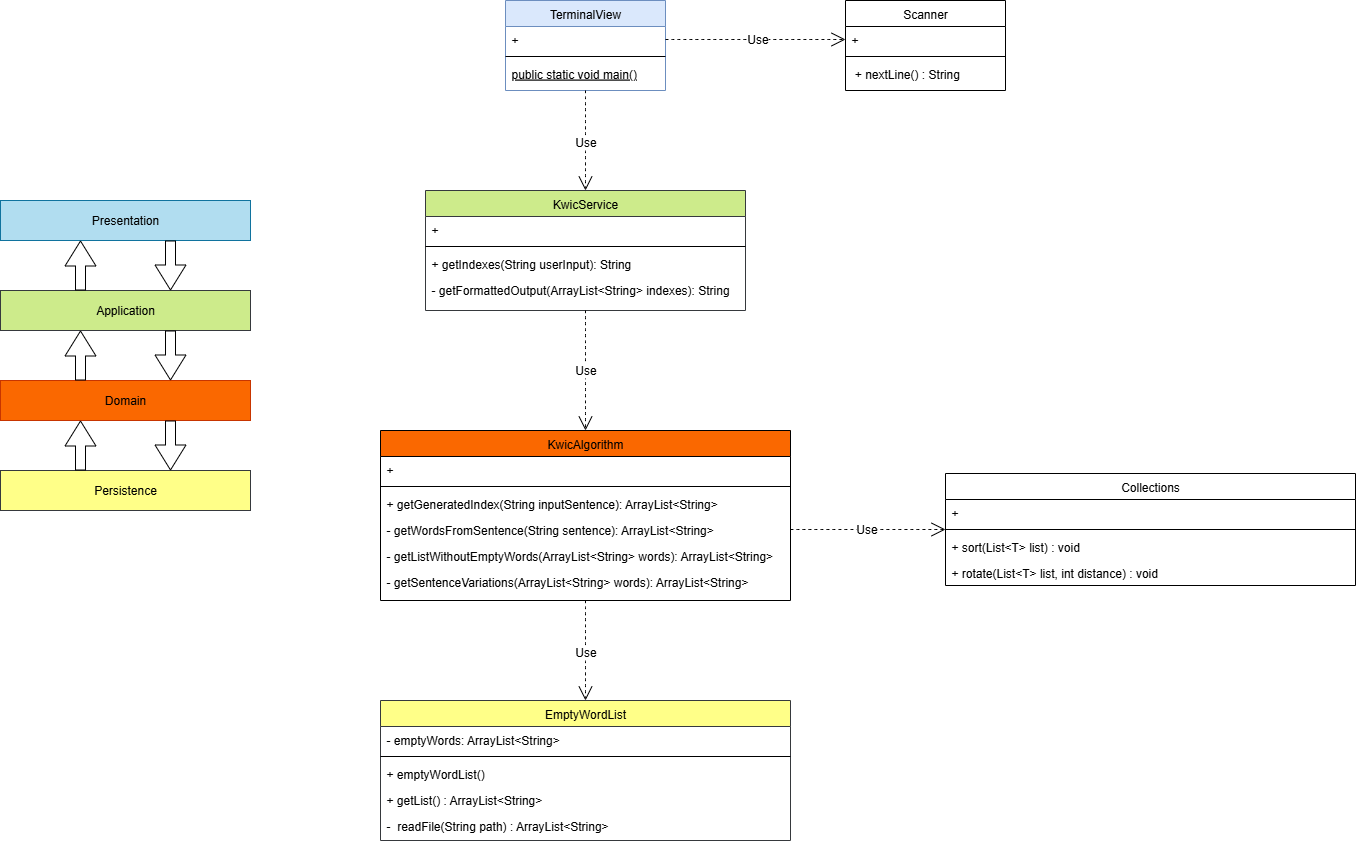 TerminalView
+
public static void main()
Use
Scanner
+
+ nextLine() : String
Use
KwicService
+
+ getIndexes(String userInput): String
- getFormattedOutput(ArrayList<String> indexes): String
Presentation
Application
Domain
Persistence
Use
KwicAlgorithm
+
+ getGeneratedIndex(String inputSentence): ArrayList<String>
- getWordsFromSentence(String sentence): ArrayList<String>
- getListWithoutEmptyWords(ArrayList<String> words): ArrayList<String>
- getSentenceVariations(ArrayList<String> words): ArrayList<String>
Use
Collections
+
+ sort(List<T> list) : void
+ rotate(List<T> list, int distance) : void
Use
EmptyWordList
- emptyWords: ArrayList<String>
+ emptyWordList()
+ getList() : ArrayList<String>
- readFile(String path) : ArrayList<String>